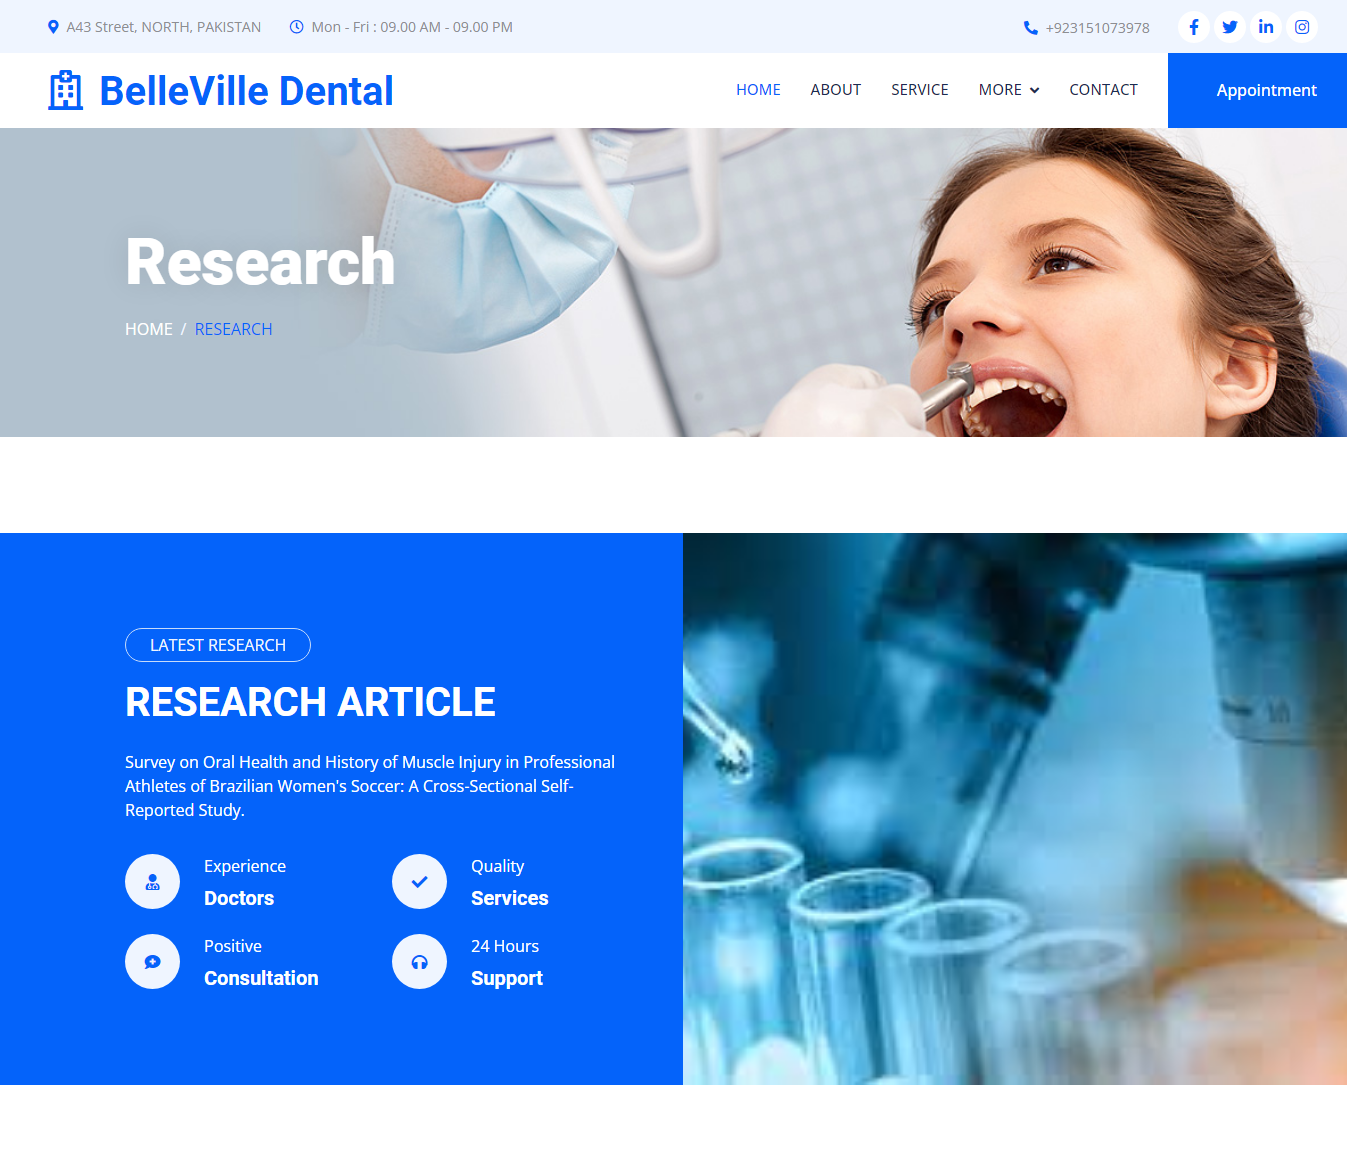 A43 Street, NORTH, PAKISTAN
Mon - Fri : 09.00 AM - 09.00 PM
+923151073978
BelleVille Dental
HOME
ABOUT
SERVICE
MORE
CONTACT
Appointment
Research
HOME / RESEARCH
LATEST RESEARCH
RESEARCH ARTICLE
Survey on Oral Health and History of Muscle Injury in Professional
Athletes of Brazilian Women's Soccer: A Cross-Sectional Self-
Reported Study.
Experience
Doctors
Quality
Services
Positive
Consultation
24 Hours
Support